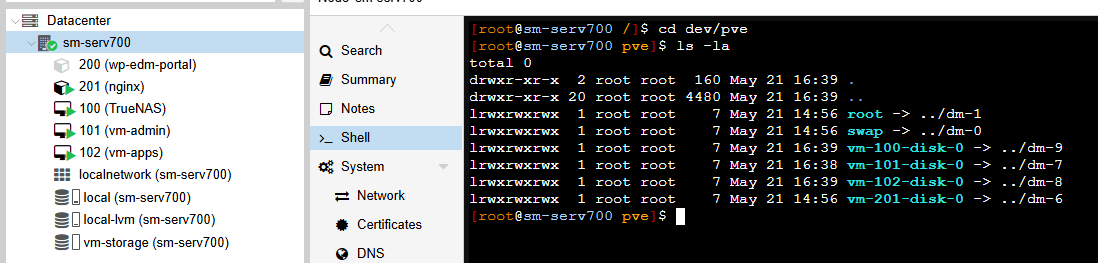 Datacenter
sm-serv700
200 (wp-edm-portal)
201 (nginx)
100 (TrueNAS)
101 (vm-admin)
102 (vm-apps)
localnetwork (sm-serv700)
local (sm-serv700)
local-lvm (sm-serv700)
vm-storage (sm-serv700)
Search
Summary
Notes
>_ Shell
System
Network
Certificates
DNS
[root@sm-serv700 /]$ cd dev/pve
[root@sm-serv700 pve]$ ls -la
total 0
drwxr-xr-x  2 root root  160 May 21 16:39 .
drwxr-xr-x 20 root root 4480 May 21 16:39 ..
lrwxrwxrwx  1 root root    7 May 21 14:56 root -> ../dm-1
lrwxrwxrwx  1 root root    7 May 21 14:56 swap -> ../dm-0
lrwxrwxrwx  1 root root    7 May 21 16:39 vm-100-disk-0 -> ../dm-9
lrwxrwxrwx  1 root root    7 May 21 16:38 vm-101-disk-0 -> ../dm-7
lrwxrwxrwx  1 root root    7 May 21 16:39 vm-102-disk-0 -> ../dm-8
lrwxrwxrwx  1 root root    7 May 21 14:56 vm-201-disk-0 -> ../dm-6
[root@sm-serv700 pve]$